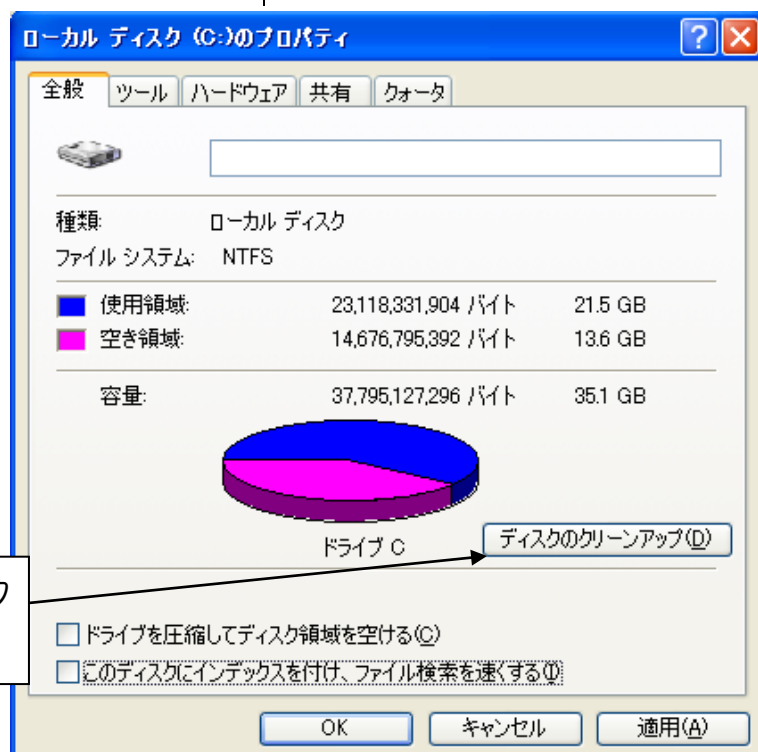 ローカル ディスク (C:)のプロパティ
全般 ツール ハードウェア 共有 クォータ
種類: ローカル ディスク
ファイル システム: NTFS
使用領域: 23,118,331,904 バイト 21.5 GB
空き領域: 14,676,795,392 バイト 13.6 GB
容量: 37,795,127,296 バイト 35.1 GB
ドライブ C ディスクのクリーンアップ(D)
ドライブを圧縮してディスク領域を空ける(C)
このディスクにインデックスを付け、ファイル検索を速くする(I)
OK キャンセル 適用(A)